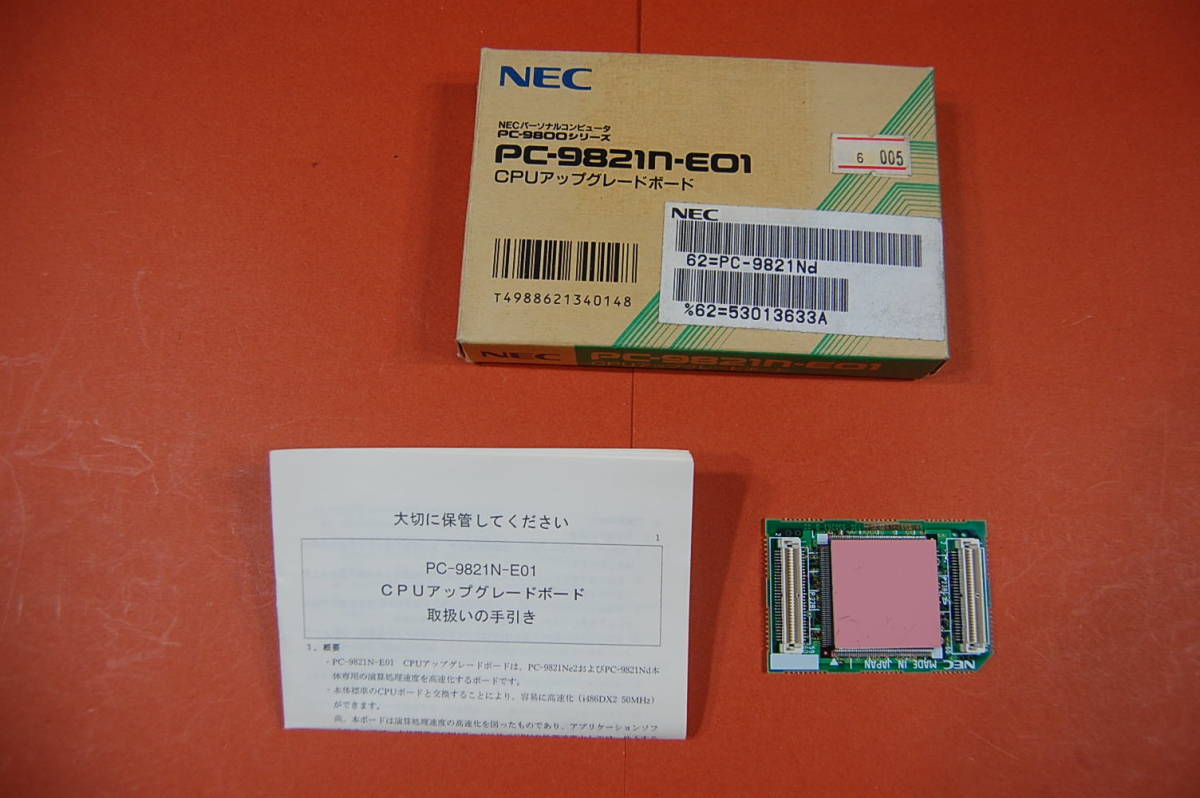 NEC
NECパーソナルコンピュータ
PC-9800シリーズ
PC-9821n-E01
CPUアップグレードボード
6 005
NEC
62=PC-9821Nd
%62=53013633A
T4988621340148
NEC PC-9821n-E01
大切に保管してください
1
PC-9821N-E01
CPUアップグレードボード
取扱いの手引き
1．概要
・PC-9821N-E01 CPUアップグレードボードは、PC-9821Ne2およびPC-9821Nd本
体専用の演算処理速度を高速化するボードです。
・本体標準のCPUボードと交換することにより、容易に高速化（i486DX2 50MHz）
ができます。
尚、本ボードは演算処理速度の高速化を図ったものであり、アプリケーションソフ
NEC MADE IN JAPAN